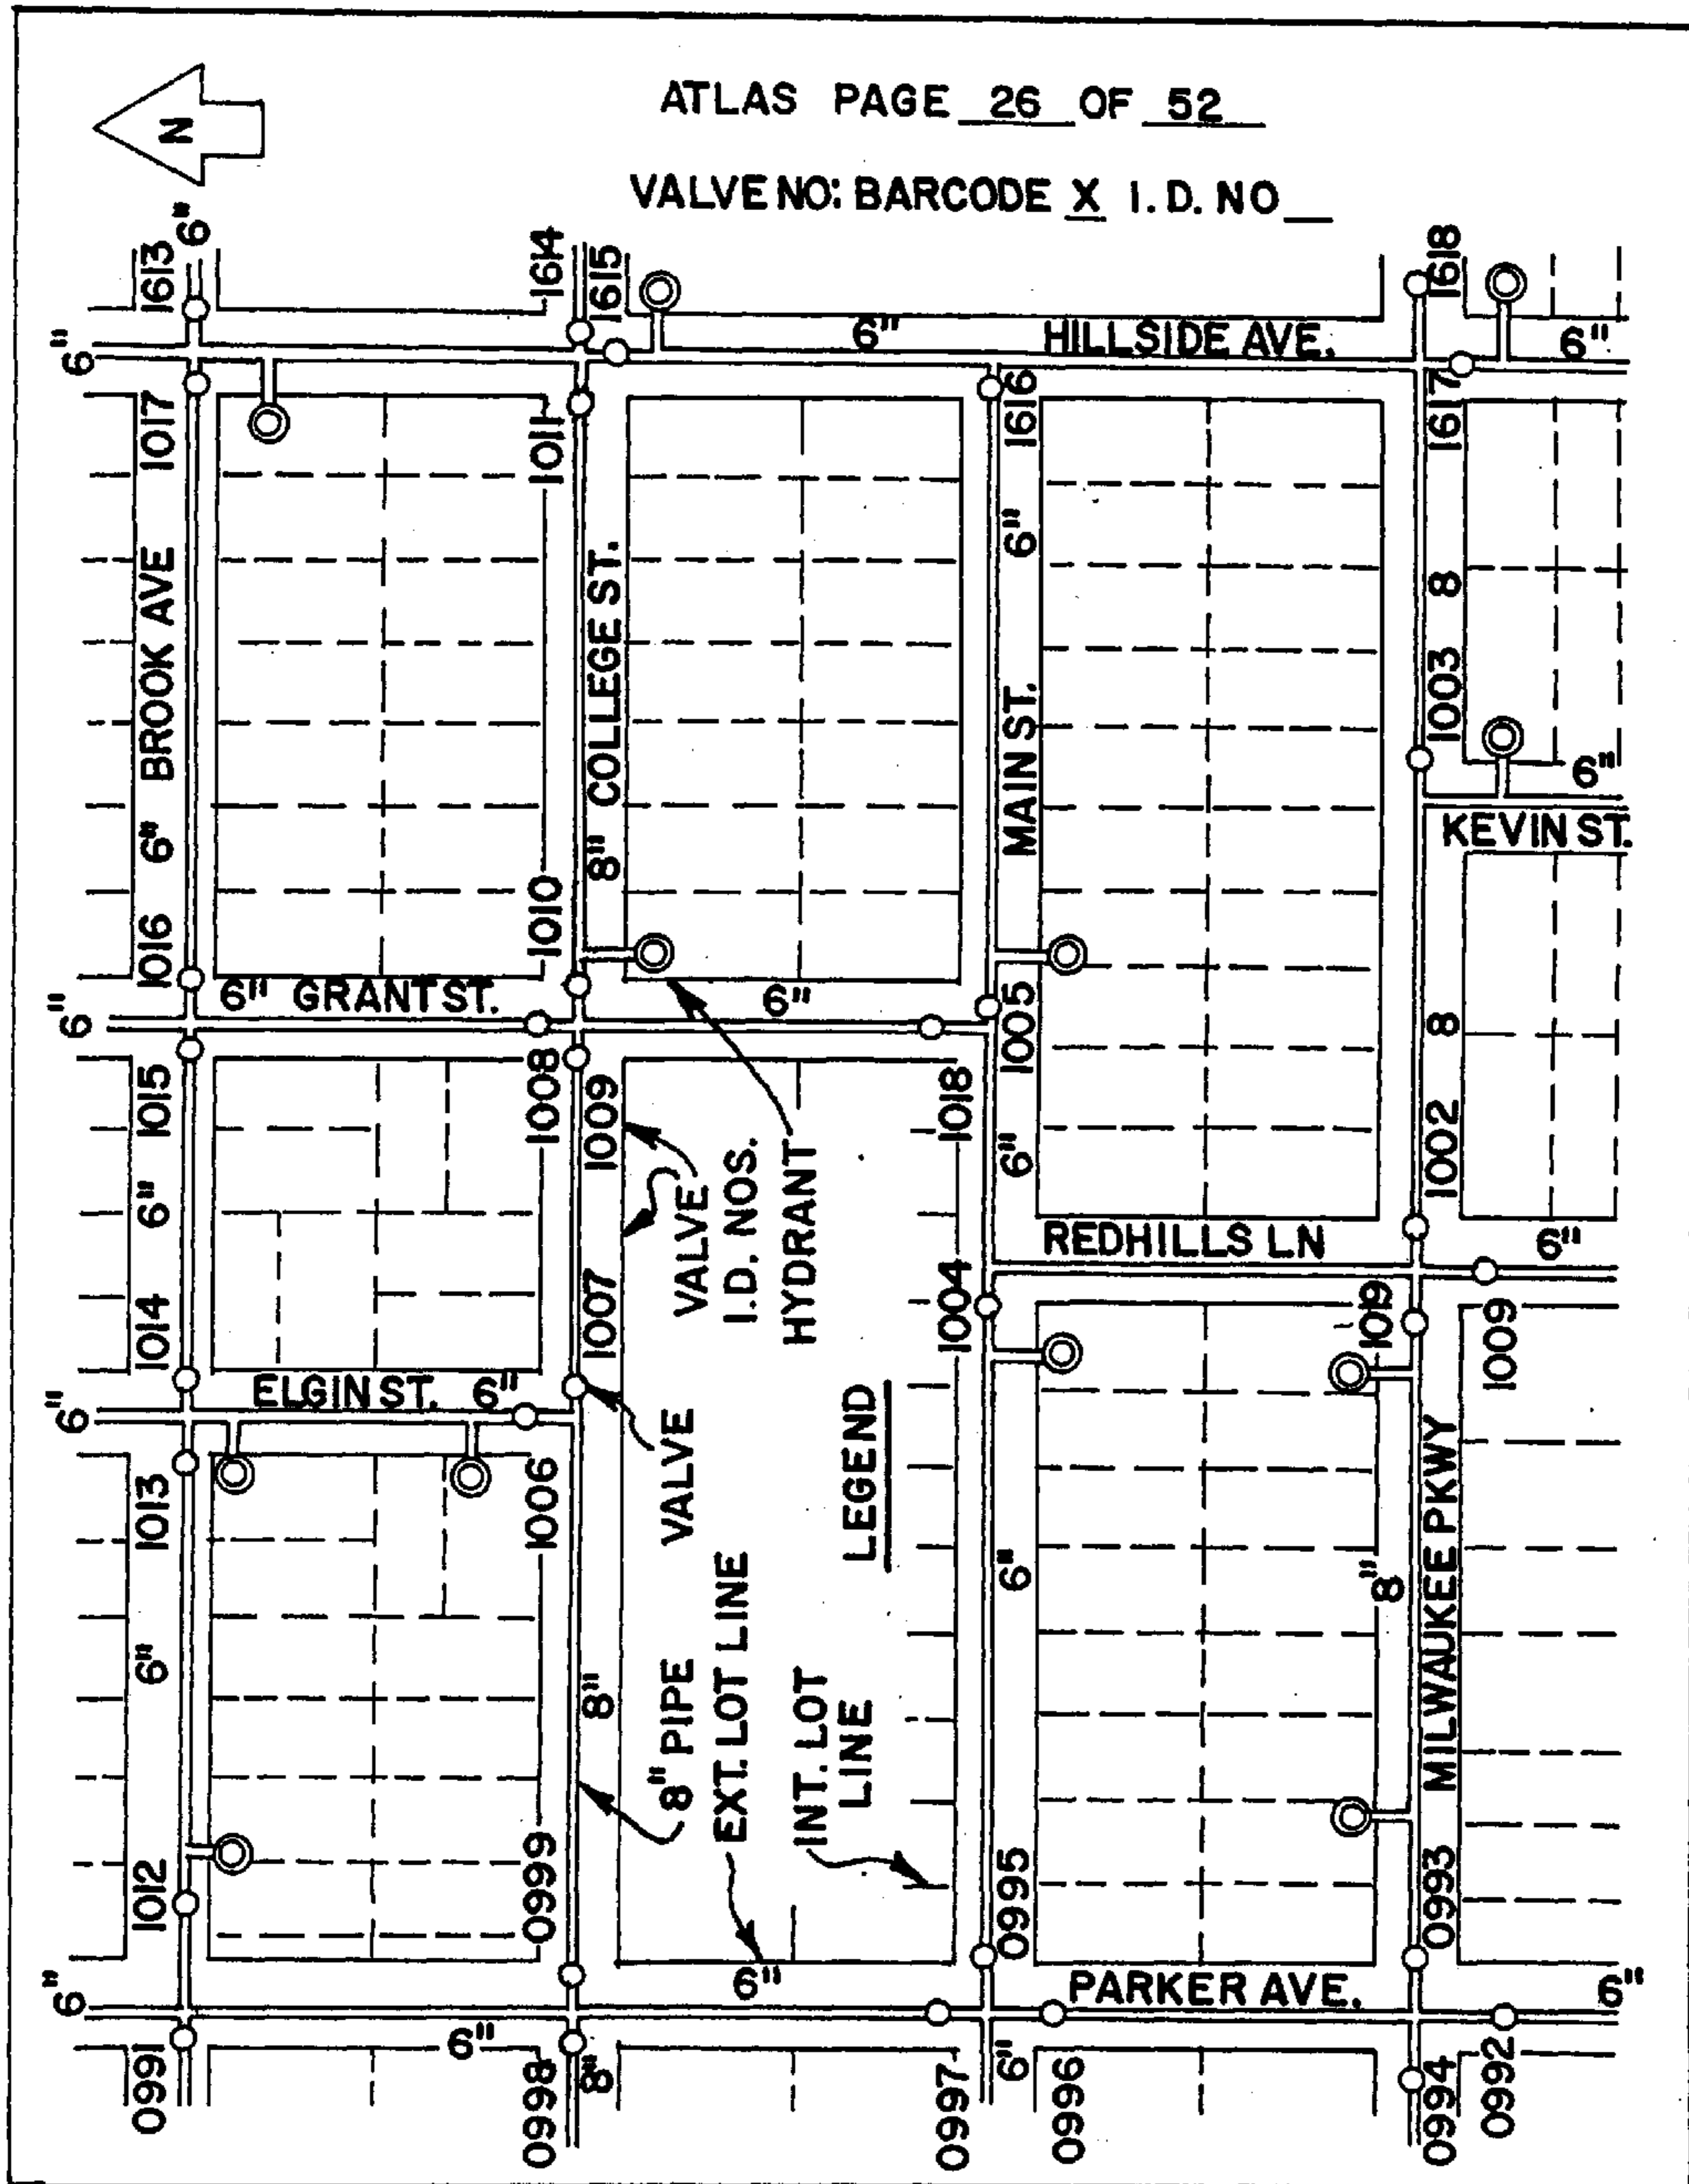 N
ATLAS PAGE 26 OF 52
VALVE NO: BARCODE X I.D. NO
6"
1613
6"
1614
1615
6"
HILLSIDE AVE.
1618
6"
1017
1011
1616
1617
BROOK AVE
6"
1016
8" COLLEGE ST.
1010
6"
MAIN ST.
8
1003
6"
KEVIN ST.
6"
6" GRANT ST.
6"
1005
8
1002
1015
6"
1014
1008
1009
1007
VALVE
I.D. NOS.
HYDRANT
1018
1004
6"
REDHILLS LN
6"
1019
1009
6"
ELGIN ST. 6"
1013
6"
1012
1006
0999
8"
VALVE
8" PIPE
EXT. LOT LINE
LEGEND
INT. LOT
LINE
6"
0995
8"
MILWAUKEE PKWY
0993
6"
6"
6"
PARKER AVE.
6"
0991
0998
8"
0997
6"
0996
0994
0992